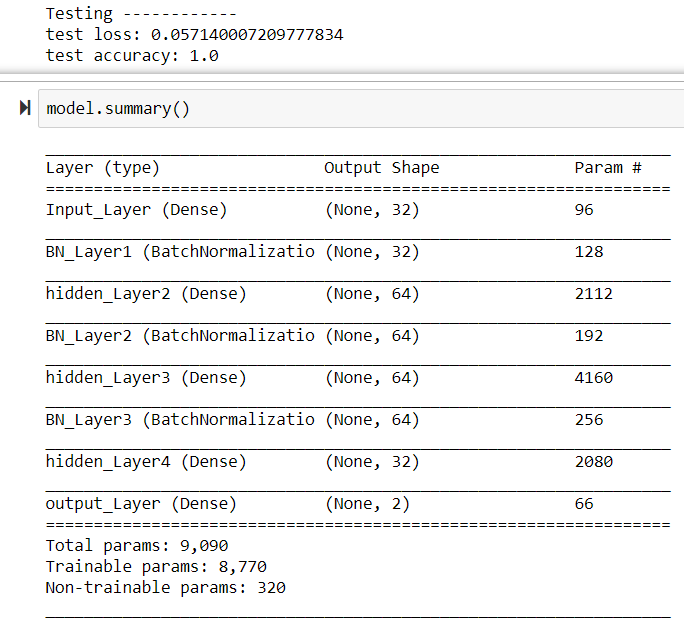 Testing ------------
test loss: 0.057140007209777834
test accuracy: 1.0
model.summary()
_________________________________________________________________
Layer (type)                 Output Shape              Param #
=================================================================
Input_Layer (Dense)          (None, 32)                96
_________________________________________________________________
BN_Layer1 (BatchNormalizatio (None, 32)                128
_________________________________________________________________
hidden_Layer2 (Dense)        (None, 64)                2112
_________________________________________________________________
BN_Layer2 (BatchNormalizatio (None, 64)                192
_________________________________________________________________
hidden_Layer3 (Dense)        (None, 64)                4160
_________________________________________________________________
BN_Layer3 (BatchNormalizatio (None, 64)                256
_________________________________________________________________
hidden_Layer4 (Dense)        (None, 32)                2080
_________________________________________________________________
output_Layer (Dense)         (None, 2)                 66
=================================================================
Total params: 9,090
Trainable params: 8,770
Non-trainable params: 320
_________________________________________________________________